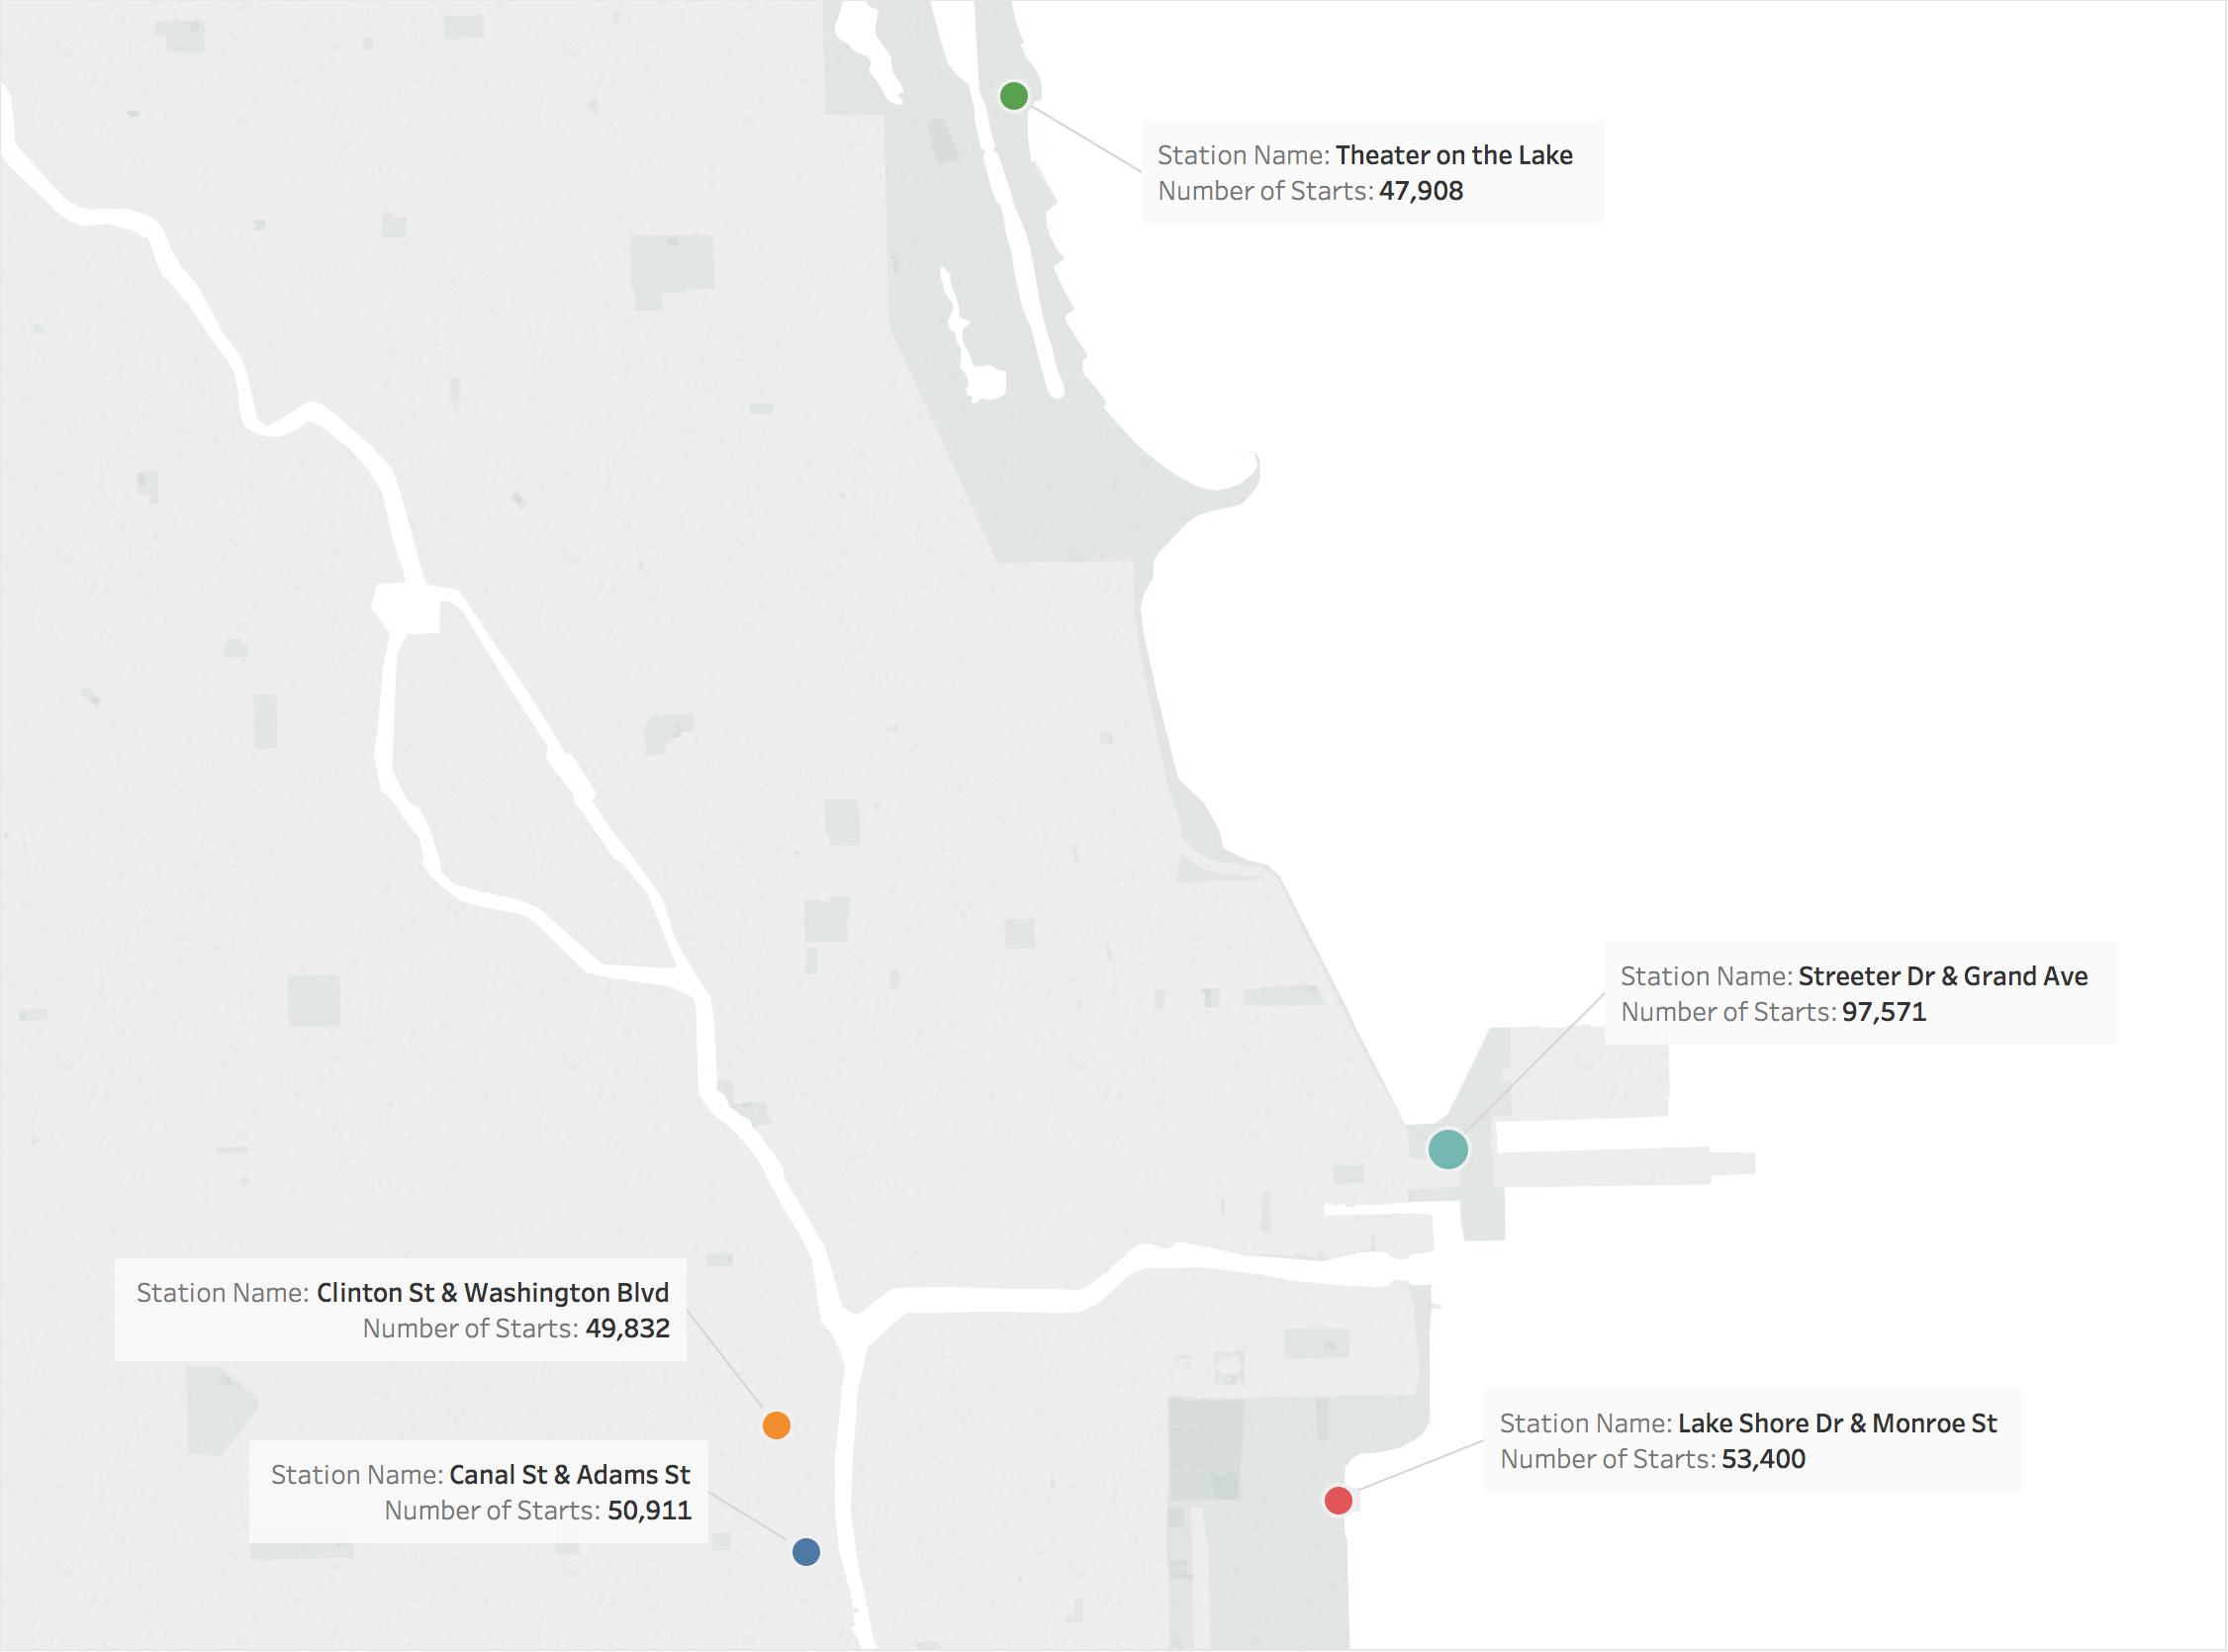 Station Name: Theater on the Lake
Number of Starts: 47,908
Station Name: Streeter Dr & Grand Ave
Number of Starts: 97,571
Station Name: Clinton St & Washington Blvd
Number of Starts: 49,832
Station Name: Lake Shore Dr & Monroe St
Number of Starts: 53,400
Station Name: Canal St & Adams St
Number of Starts: 50,911